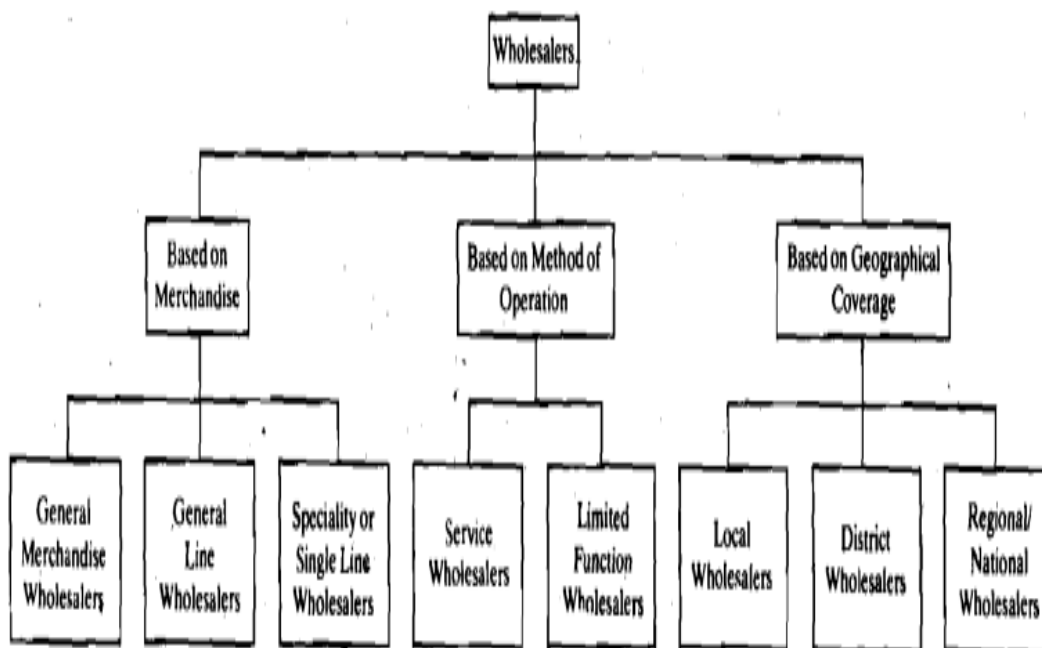 Wholesalers
Based on
Merchandise
Based on Method of
Operation
Based on Geographical
Coverage
General
Merchandise
Wholesalers
General
Line
Wholesalers
Speciality or
Single Line
Wholesalers
Service
Wholesalers
Limited
Function
Wholesalers
Local
Wholesalers
District
Wholesalers
Regional/
National
Wholesalers